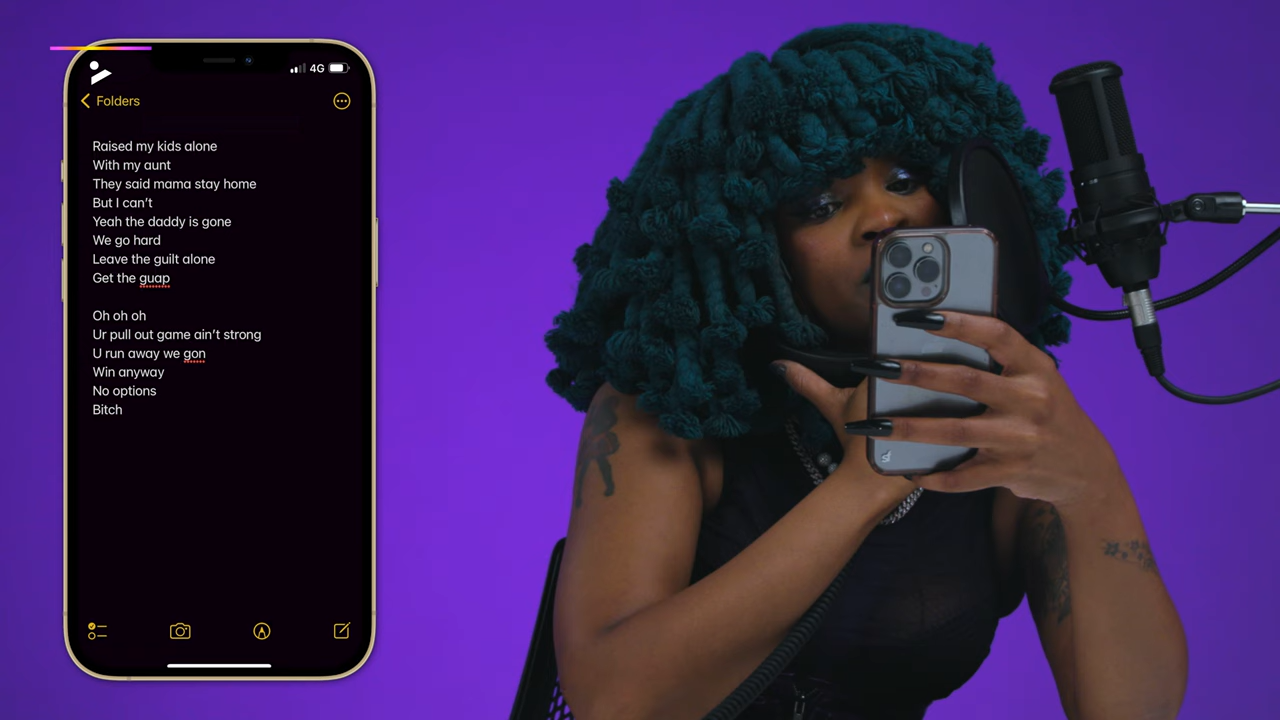 4G
Folders
Raised my kids alone
With my aunt
They said mama stay home
But I can’t
Yeah the daddy is gone
We go hard
Leave the guilt alone
Get the guap
Oh oh oh
Ur pull out game ain’t strong
U run away we gon
Win anyway
No options
Bitch